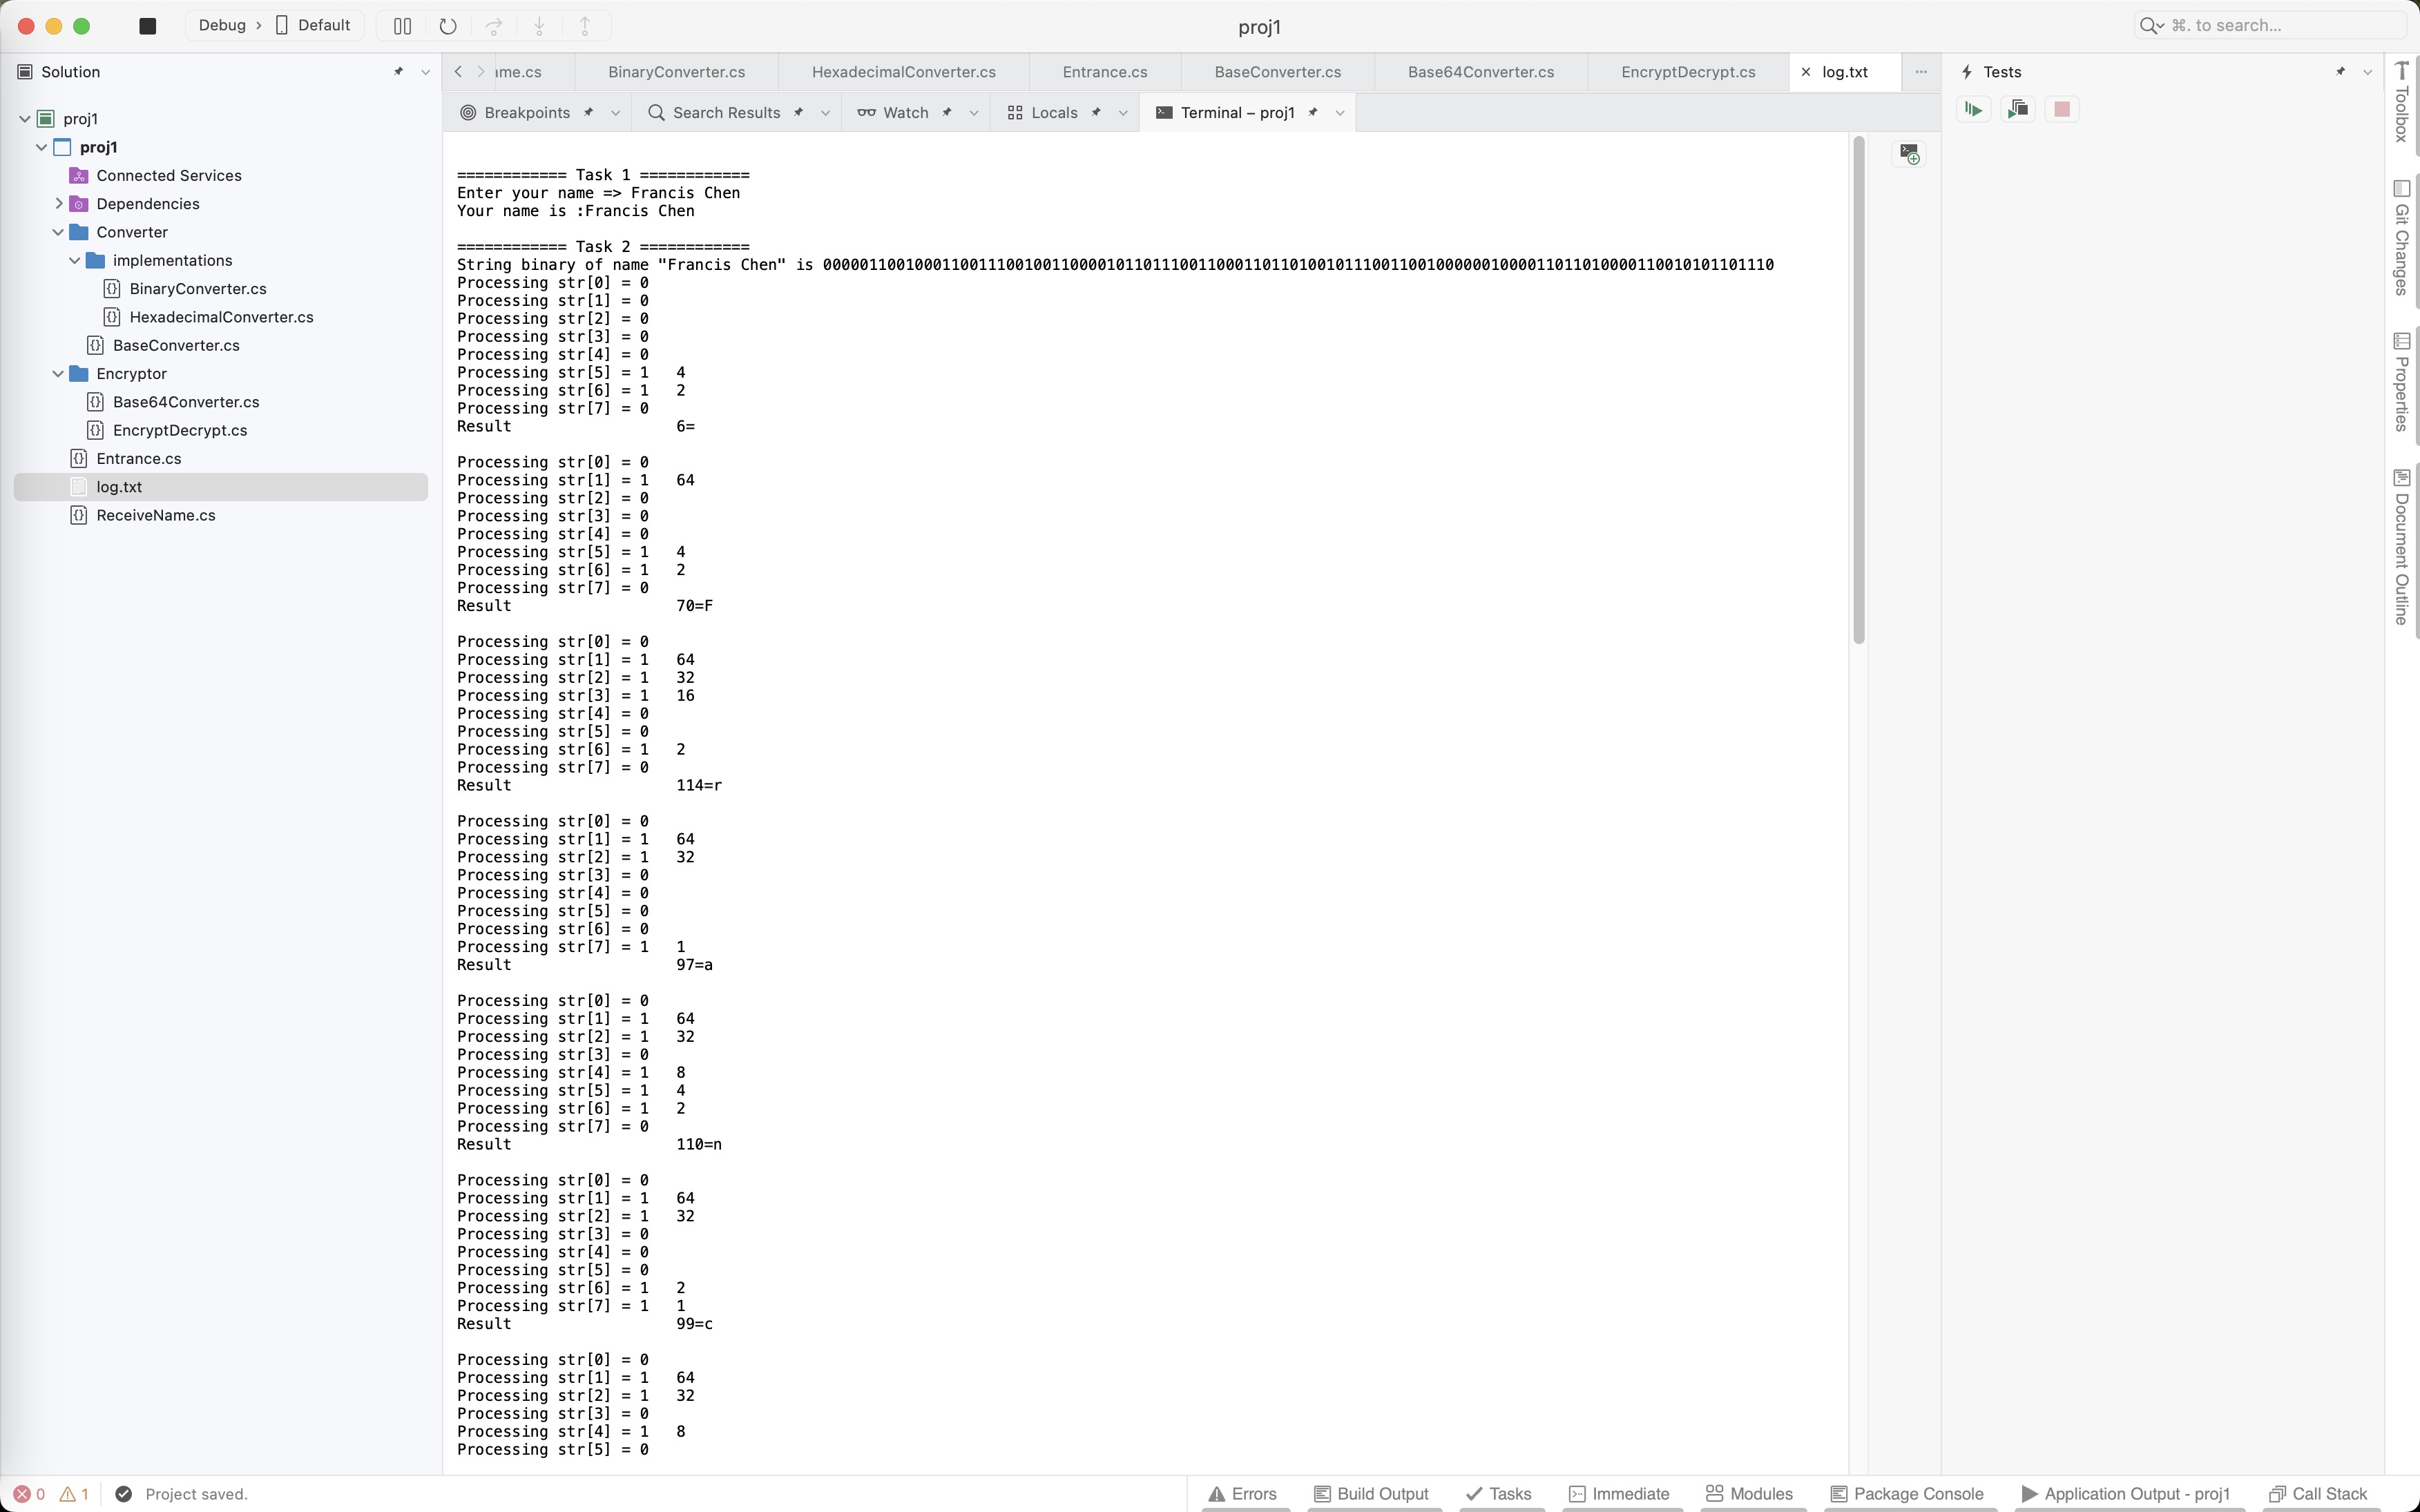 Debug › Default
proj1
⌘. to search...
Solution
proj1
proj1
Connected Services
Dependencies
Converter
implementations
BinaryConverter.cs
HexadecimalConverter.cs
BaseConverter.cs
Encryptor
Base64Converter.cs
EncryptDecrypt.cs
Entrance.cs
log.txt
ReceiveName.cs
me.cs BinaryConverter.cs HexadecimalConverter.cs Entrance.cs BaseConverter.cs Base64Converter.cs EncryptDecrypt.cs log.txt
Breakpoints Search Results Watch Locals Terminal – proj1
============ Task 1 ============
Enter your name => Francis Chen
Your name is :Francis Chen
============ Task 2 ============
String binary of name "Francis Chen" is 00000110010001100111001001100001011011100110001101101001011100110010000001000011011010000110010101101110
Processing str[0] = 0
Processing str[1] = 0
Processing str[2] = 0
Processing str[3] = 0
Processing str[4] = 0
Processing str[5] = 1 4
Processing str[6] = 1 2
Processing str[7] = 0
Result 6=
Processing str[0] = 0
Processing str[1] = 1 64
Processing str[2] = 0
Processing str[3] = 0
Processing str[4] = 0
Processing str[5] = 1 4
Processing str[6] = 1 2
Processing str[7] = 0
Result 70=F
Processing str[0] = 0
Processing str[1] = 1 64
Processing str[2] = 1 32
Processing str[3] = 1 16
Processing str[4] = 0
Processing str[5] = 0
Processing str[6] = 1 2
Processing str[7] = 0
Result 114=r
Processing str[0] = 0
Processing str[1] = 1 64
Processing str[2] = 1 32
Processing str[3] = 0
Processing str[4] = 0
Processing str[5] = 0
Processing str[6] = 0
Processing str[7] = 1 1
Result 97=a
Processing str[0] = 0
Processing str[1] = 1 64
Processing str[2] = 1 32
Processing str[3] = 0
Processing str[4] = 1 8
Processing str[5] = 1 4
Processing str[6] = 1 2
Processing str[7] = 0
Result 110=n
Processing str[0] = 0
Processing str[1] = 1 64
Processing str[2] = 1 32
Processing str[3] = 0
Processing str[4] = 0
Processing str[5] = 0
Processing str[6] = 1 2
Processing str[7] = 1 1
Result 99=c
Processing str[0] = 0
Processing str[1] = 1 64
Processing str[2] = 1 32
Processing str[3] = 0
Processing str[4] = 1 8
Processing str[5] = 0
Tests
Toolbox
Git Changes
Properties
Document Outline
0 1 Project saved.
Errors Build Output Tasks Immediate Modules Package Console Application Output - proj1 Call Stack